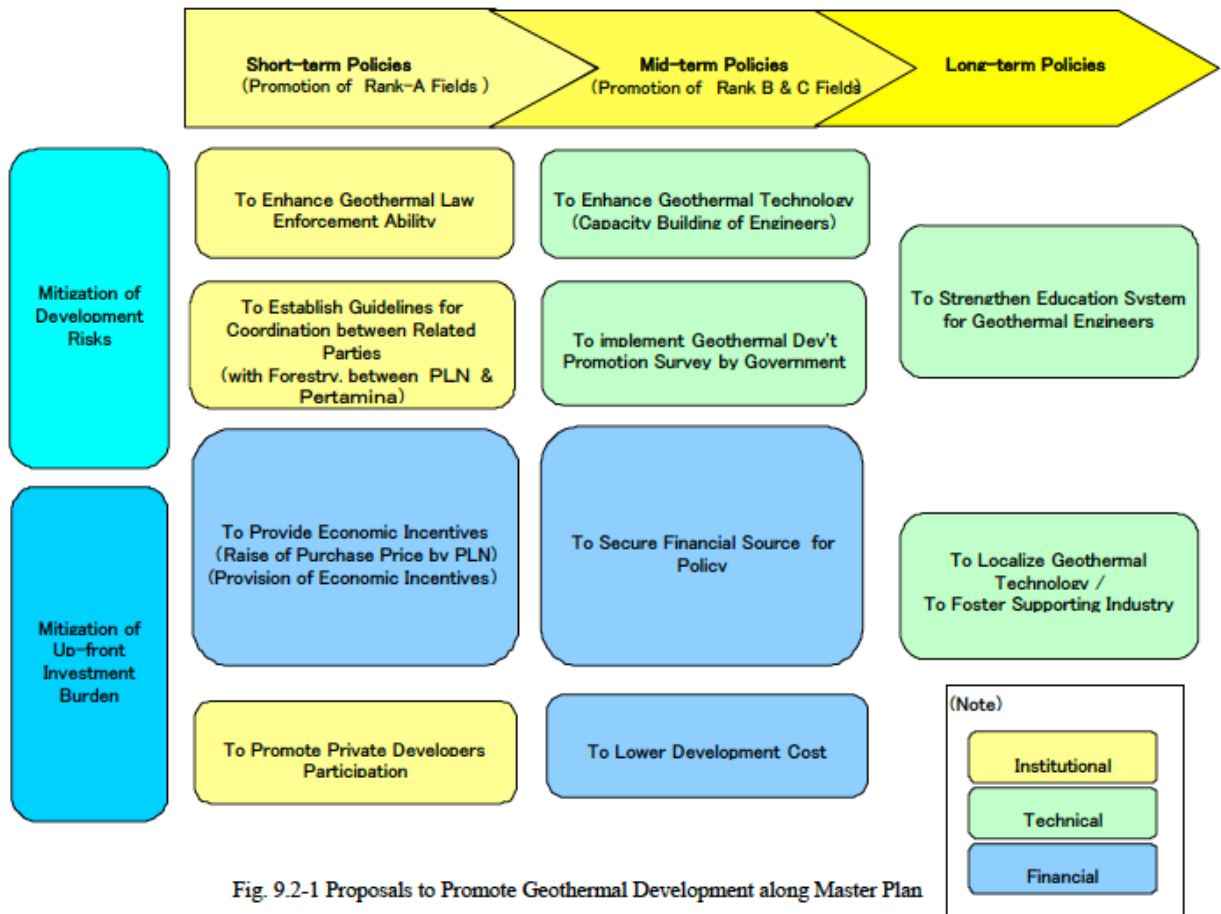 Short-term Policies
(Promotion of Rank-A Fields )
Mid-term Policies
(Promotion of Rank B & C Fields)
Long-term Policies
Mitigation of
Development
Risks
To Enhance Geothermal Law
Enforcement Ability
To Enhance Geothermal Technology
(Capacity Building of Engineers)
To Establish Guidelines for
Coordination between Related
Parties
(with Forestry, between PLN &
Pertamina)
To implement Geothermal Dev't
Promotion Survey by Government
To Strengthen Education System
for Geothermal Engineers
Mitigation of
Up-front
Investment
Burden
To Provide Economic Incentives
(Raise of Purchase Price by PLN)
(Provision of Economic Incentives)
To Secure Financial Source for
Policy
To Localize Geothermal
Technology /
To Foster Supporting Industry
To Promote Private Developers
Participation
To Lower Development Cost
(Note)
Institutional
Technical
Financial
Fig. 9.2-1 Proposals to Promote Geothermal Development along Master Plan